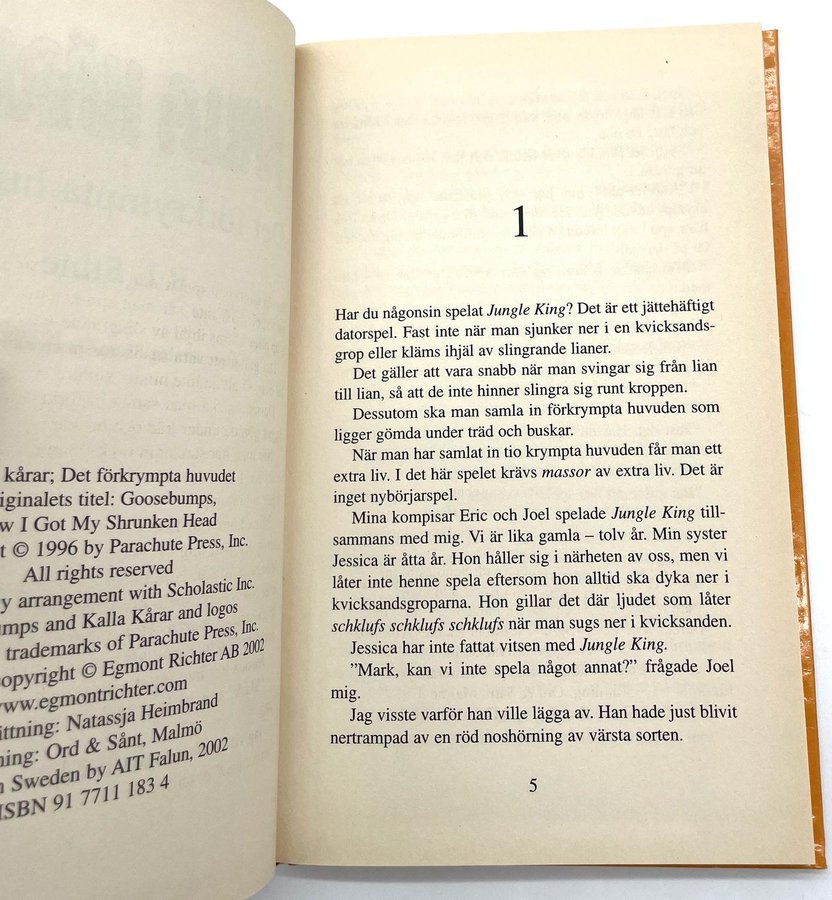 kårar; Det förkrympta huvudet
iginalets titel: Goosebumps,
w I Got My Shrunken Head
t © 1996 by Parachute Press, Inc.
All rights reserved
y arrangement with Scholastic Inc.
umps and Kalla Kårar and logos
trademarks of Parachute Press, Inc.
opyright © Egmont Richter AB 2002
www.egmontrichter.com
ättning: Natassja Heimbrand
ning: Ord & Sånt, Malmö
n Sweden by AIT Falun, 2002
ISBN 91 7711 183 4
1
Har du någonsin spelat Jungle King? Det är ett jättehäftigt
datorspel. Fast inte när man sjunker ner i en kvicksands-
grop eller kläms ihjäl av slingrande lianer.
Det gäller att vara snabb när man svingar sig från lian
till lian, så att de inte hinner slingra sig runt kroppen.
Dessutom ska man samla in förkrympta huvuden som
ligger gömda under träd och buskar.
När man har samlat in tio krympta huvuden får man ett
extra liv. I det här spelet krävs massor av extra liv. Det är
inget nybörjarspel.
Mina kompisar Eric och Joel spelade Jungle King till-
sammans med mig. Vi är lika gamla – tolv år. Min syster
Jessica är åtta år. Hon håller sig i närheten av oss, men vi
låter inte henne spela eftersom hon alltid ska dyka ner i
kvicksandsgroparna. Hon gillar det där ljudet som låter
schklufs schklufs schklufs när man sugs ner i kvicksanden.
Jessica har inte fattat vitsen med Jungle King.
”Mark, kan vi inte spela något annat?” frågade Joel
mig.
Jag visste varför han ville lägga av. Han hade just blivit
nertrampad av en röd noshörning av värsta sorten.
5